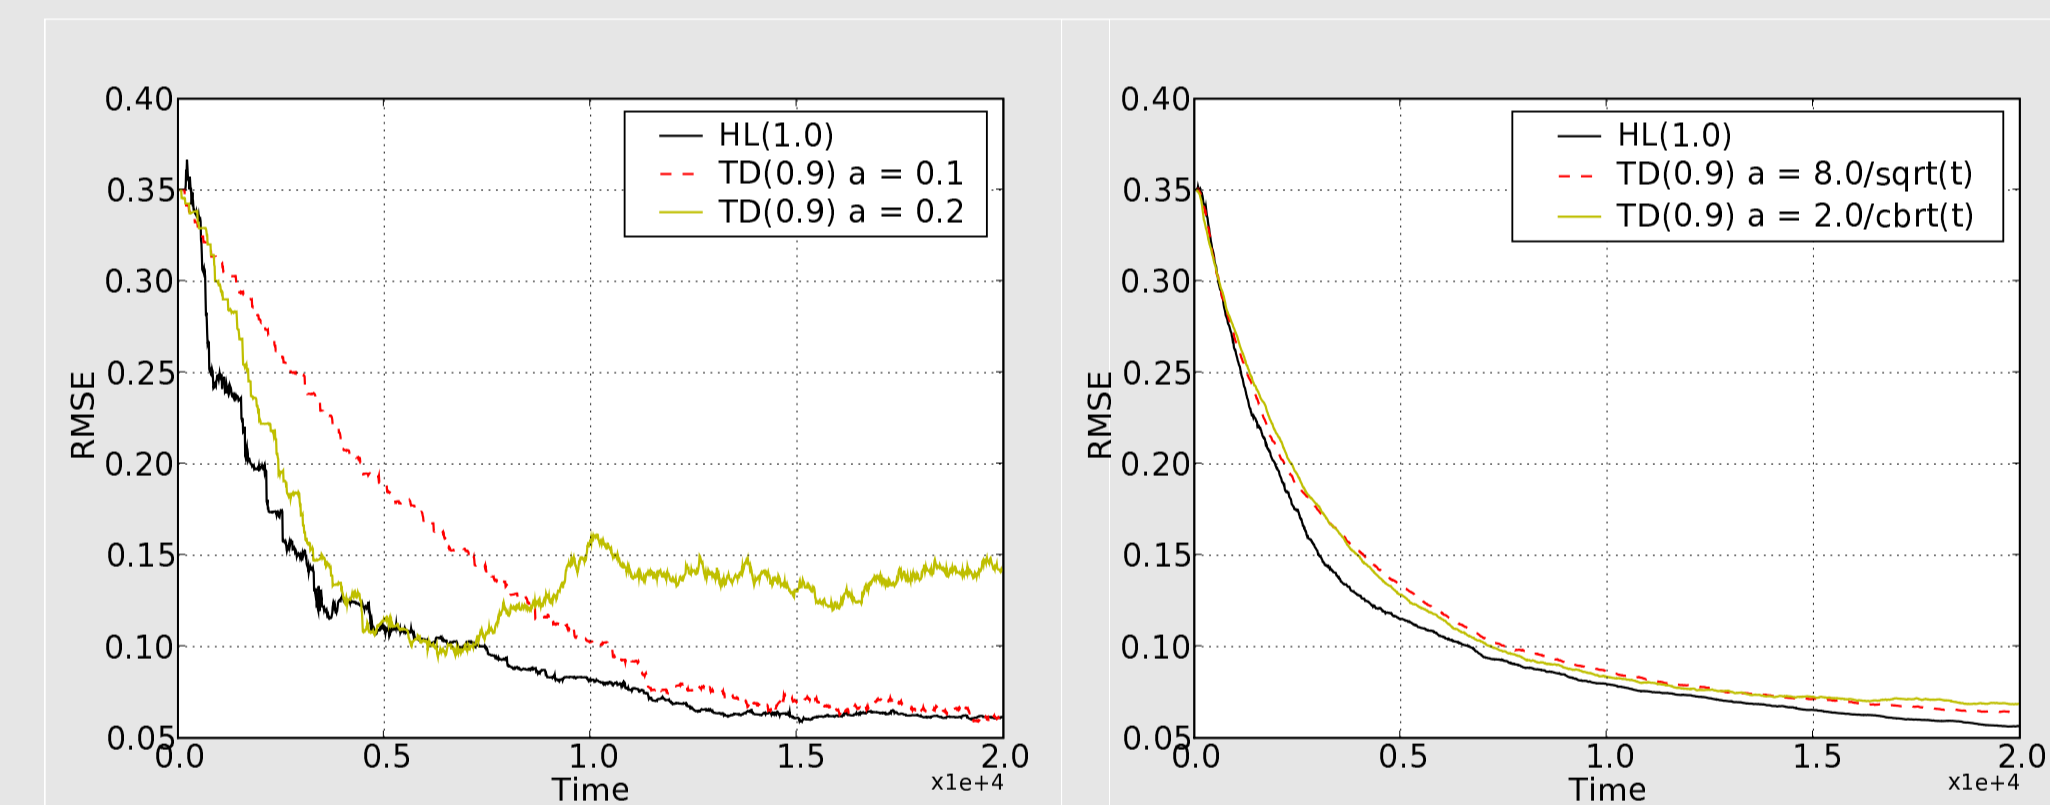 0.40
0.35
0.30
0.25
0.20
0.15
0.10
0.05
RMSE
HL(1.0)
TD(0.9) a = 0.1
TD(0.9) a = 0.2
0.0 0.5 1.0 1.5 2.0
x1e+4
Time
0.40
0.35
0.30
0.25
0.20
0.15
0.10
0.05
RMSE
HL(1.0)
TD(0.9) a = 8.0/sqrt(t)
TD(0.9) a = 2.0/cbrt(t)
0.0 0.5 1.0 1.5 2.0
x1e+4
Time